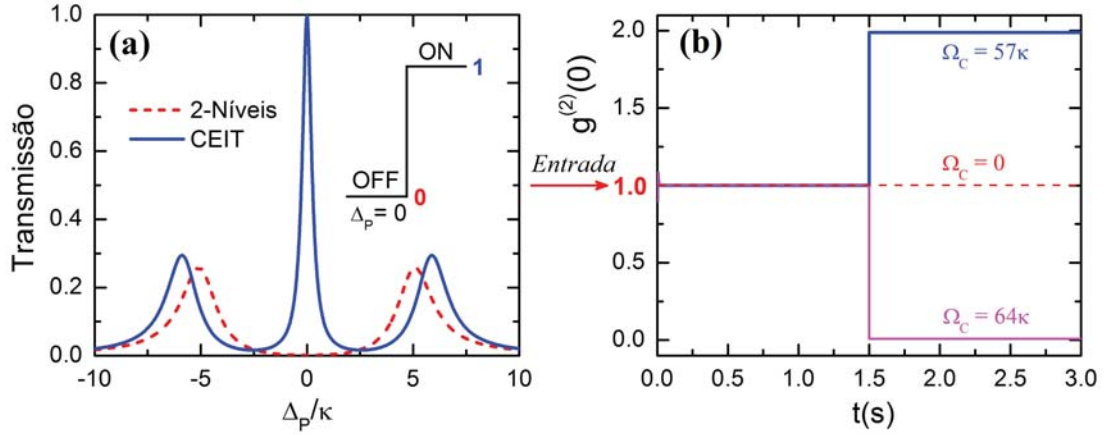 (a)
Transmissão
1.0
0.8
0.6
0.4
0.2
0.0
2-Níveis
CEIT
ON
1
OFF
0
Δ_P = 0
-10
-5
0
5
10
Δ_P/κ
Entrada
(b)
g^(2)(0)
2.0
1.5
1.0
0.5
0.0
Ω_C = 57κ
Ω_C = 0
Ω_C = 64κ
0.0
0.5
1.0
1.5
2.0
2.5
3.0
t(s)